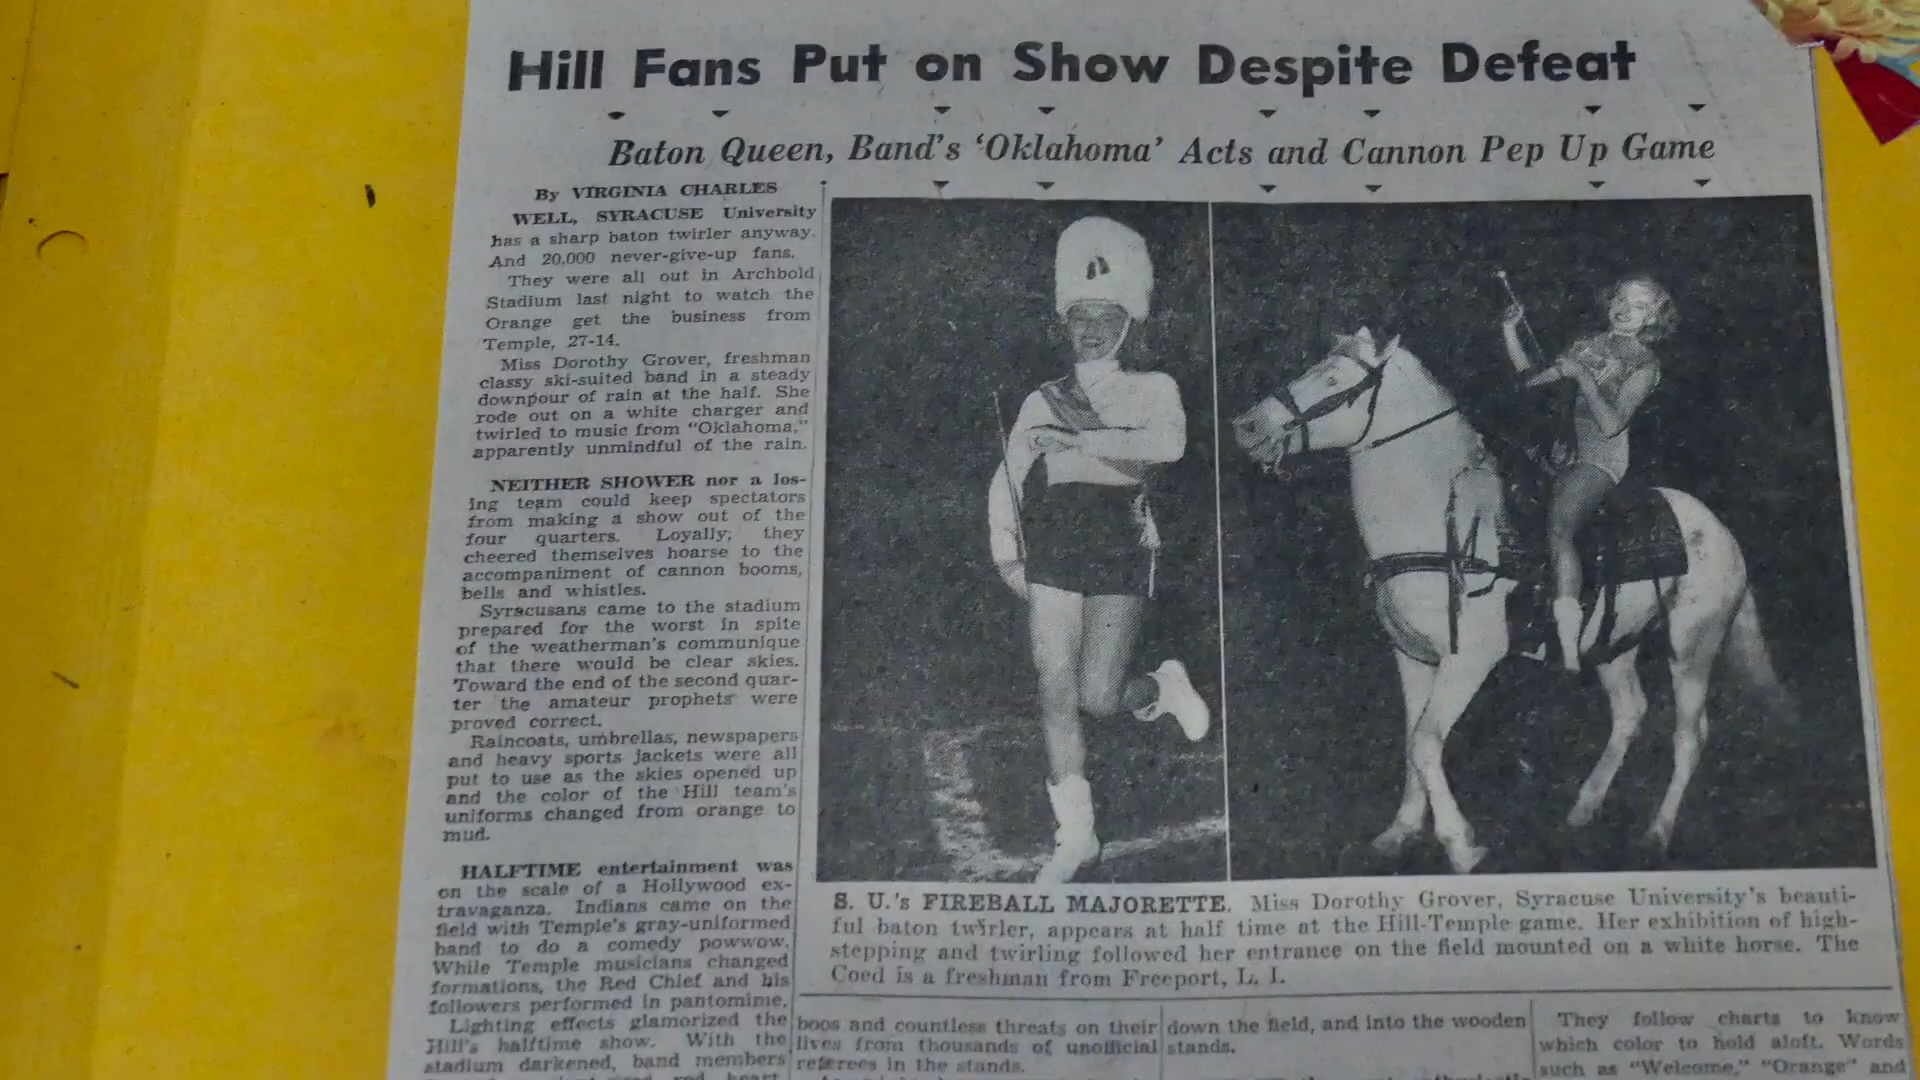 Hill Fans Put on Show Despite Defeat
Baton Queen, Band's 'Oklahoma' Acts and Cannon Pep Up Game
By VIRGINIA CHARLES
WELL, SYRACUSE University
has a sharp baton twirler anyway.
And 20,000 never-give-up fans.
They were all out in Archbold
Stadium last night to watch the
Orange get the business from
Temple, 27-14.
Miss Dorothy Grover, freshman
classy ski-suited band in a steady
downpour of rain at the half. She
rode out on a white charger and
twirled to music from "Oklahoma,"
apparently unmindful of the rain.
NEITHER SHOWER nor a los-
ing team could keep spectators
from making a show out of the
four quarters. Loyally, they
cheered themselves hoarse to the
accompaniment of cannon booms,
bells and whistles.
Syracusans came to the stadium
prepared for the worst in spite
of the weatherman's communique
that there would be clear skies.
Toward the end of the second quar-
ter the amateur prophets were
proved correct.
Raincoats, umbrellas, newspapers
and heavy sports jackets were all
put to use as the skies opened up
and the color of the Hill team's
uniforms changed from orange to
mud.
HALFTIME entertainment was
on the scale of a Hollywood ex-
travaganza. Indians came on the
field with Temple's gray-uniformed
band to do a comedy powwow.
While Temple musicians changed
formations, the Red Chief and his
followers performed in pantomime.
Lighting effects glamorized the
Hill's halftime show. With the
stadium darkened, band members
S. U.'s FIREBALL MAJORETTE. Miss Dorothy Grover, Syracuse University's beauti-
ful baton twirler, appears at half time at the Hill-Temple game. Her exhibition of high-
stepping and twirling followed her entrance on the field mounted on a white horse. The
Coed is a freshman from Freeport, L. I.
boos and countless threats on their
lives from thousands of unofficial
referees in the stands.
down the field, and into the wooden
stands.
They follow charts to know
which color to hold aloft. Words
such as "Welcome," "Orange" and